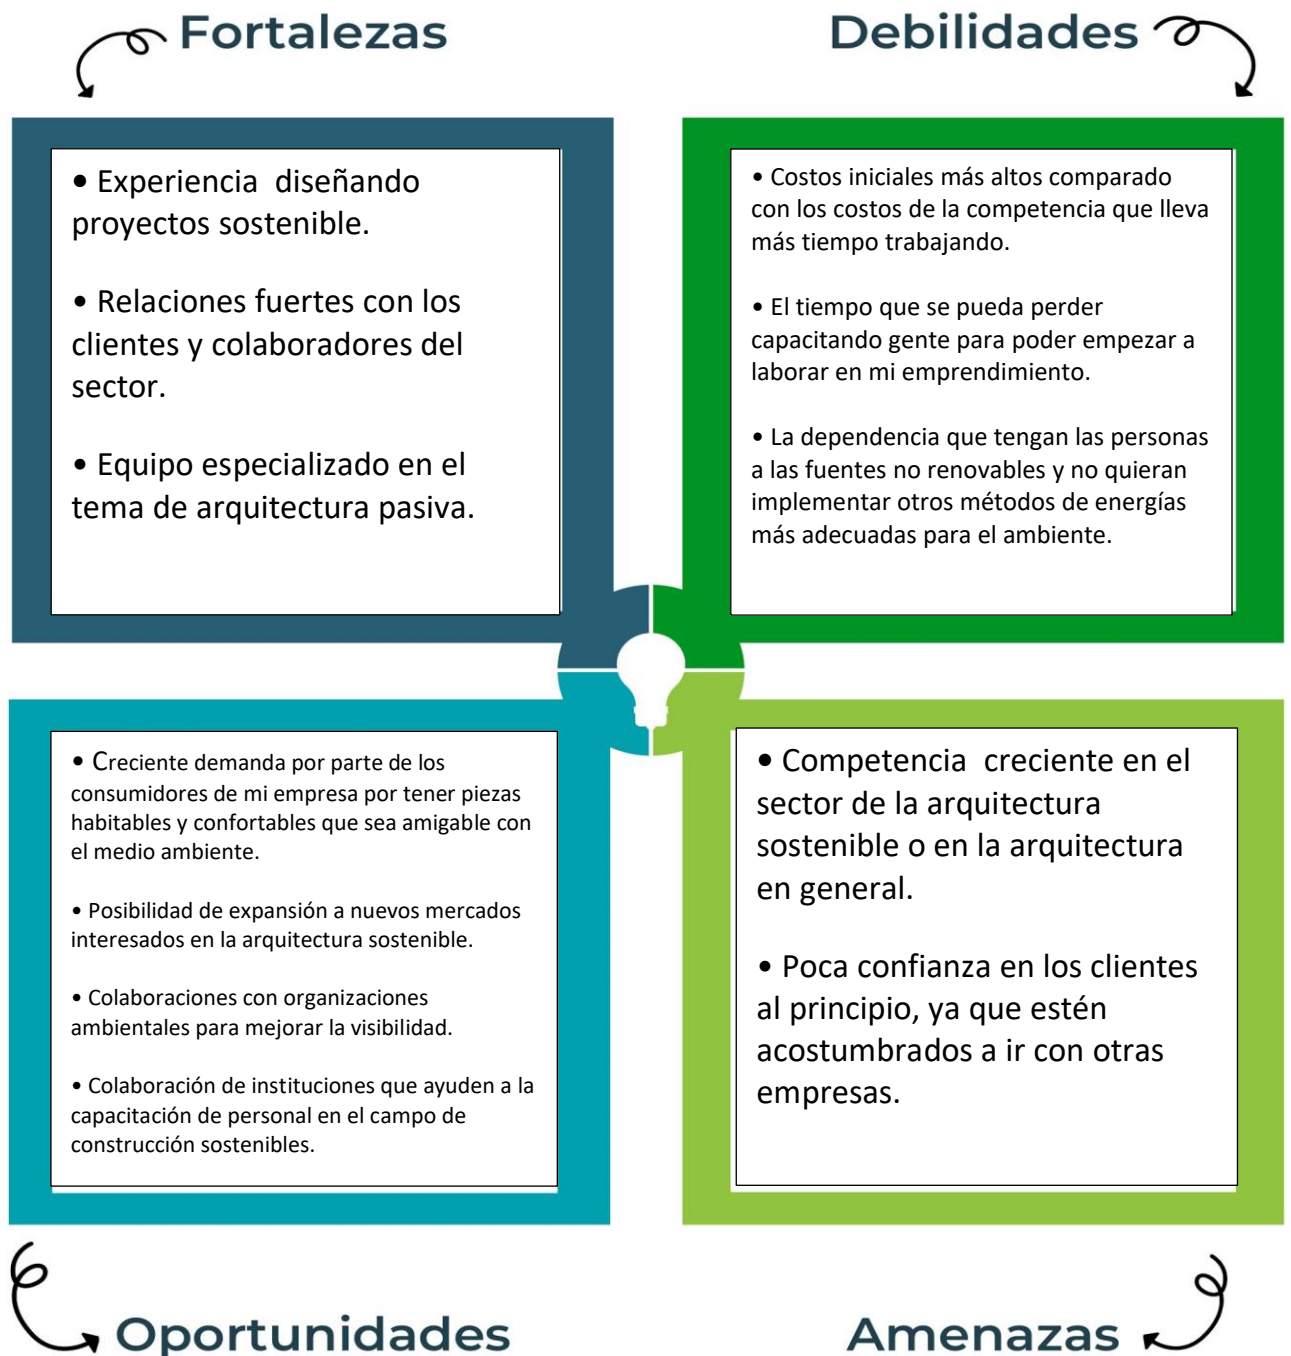 Fortalezas
• Experiencia diseñando
proyectos sostenible.
• Relaciones fuertes con los
clientes y colaboradores del
sector.
• Equipo especializado en el
tema de arquitectura pasiva.
Debilidades
• Costos iniciales más altos comparado
con los costos de la competencia que lleva
más tiempo trabajando.
• El tiempo que se pueda perder
capacitando gente para poder empezar a
laborar en mi emprendimiento.
• La dependencia que tengan las personas
a las fuentes no renovables y no quieran
implementar otros métodos de energías
más adecuadas para el ambiente.
• Creciente demanda por parte de los
consumidores de mi empresa por tener piezas
habitables y confortables que sea amigable con
el medio ambiente.
• Posibilidad de expansión a nuevos mercados
interesados en la arquitectura sostenible.
• Colaboraciones con organizaciones
ambientales para mejorar la visibilidad.
• Colaboración de instituciones que ayuden a la
capacitación de personal en el campo de
construcción sostenibles.
Oportunidades
• Competencia creciente en el
sector de la arquitectura
sostenible o en la arquitectura
en general.
• Poca confianza en los clientes
al principio, ya que estén
acostumbrados a ir con otras
empresas.
Amenazas